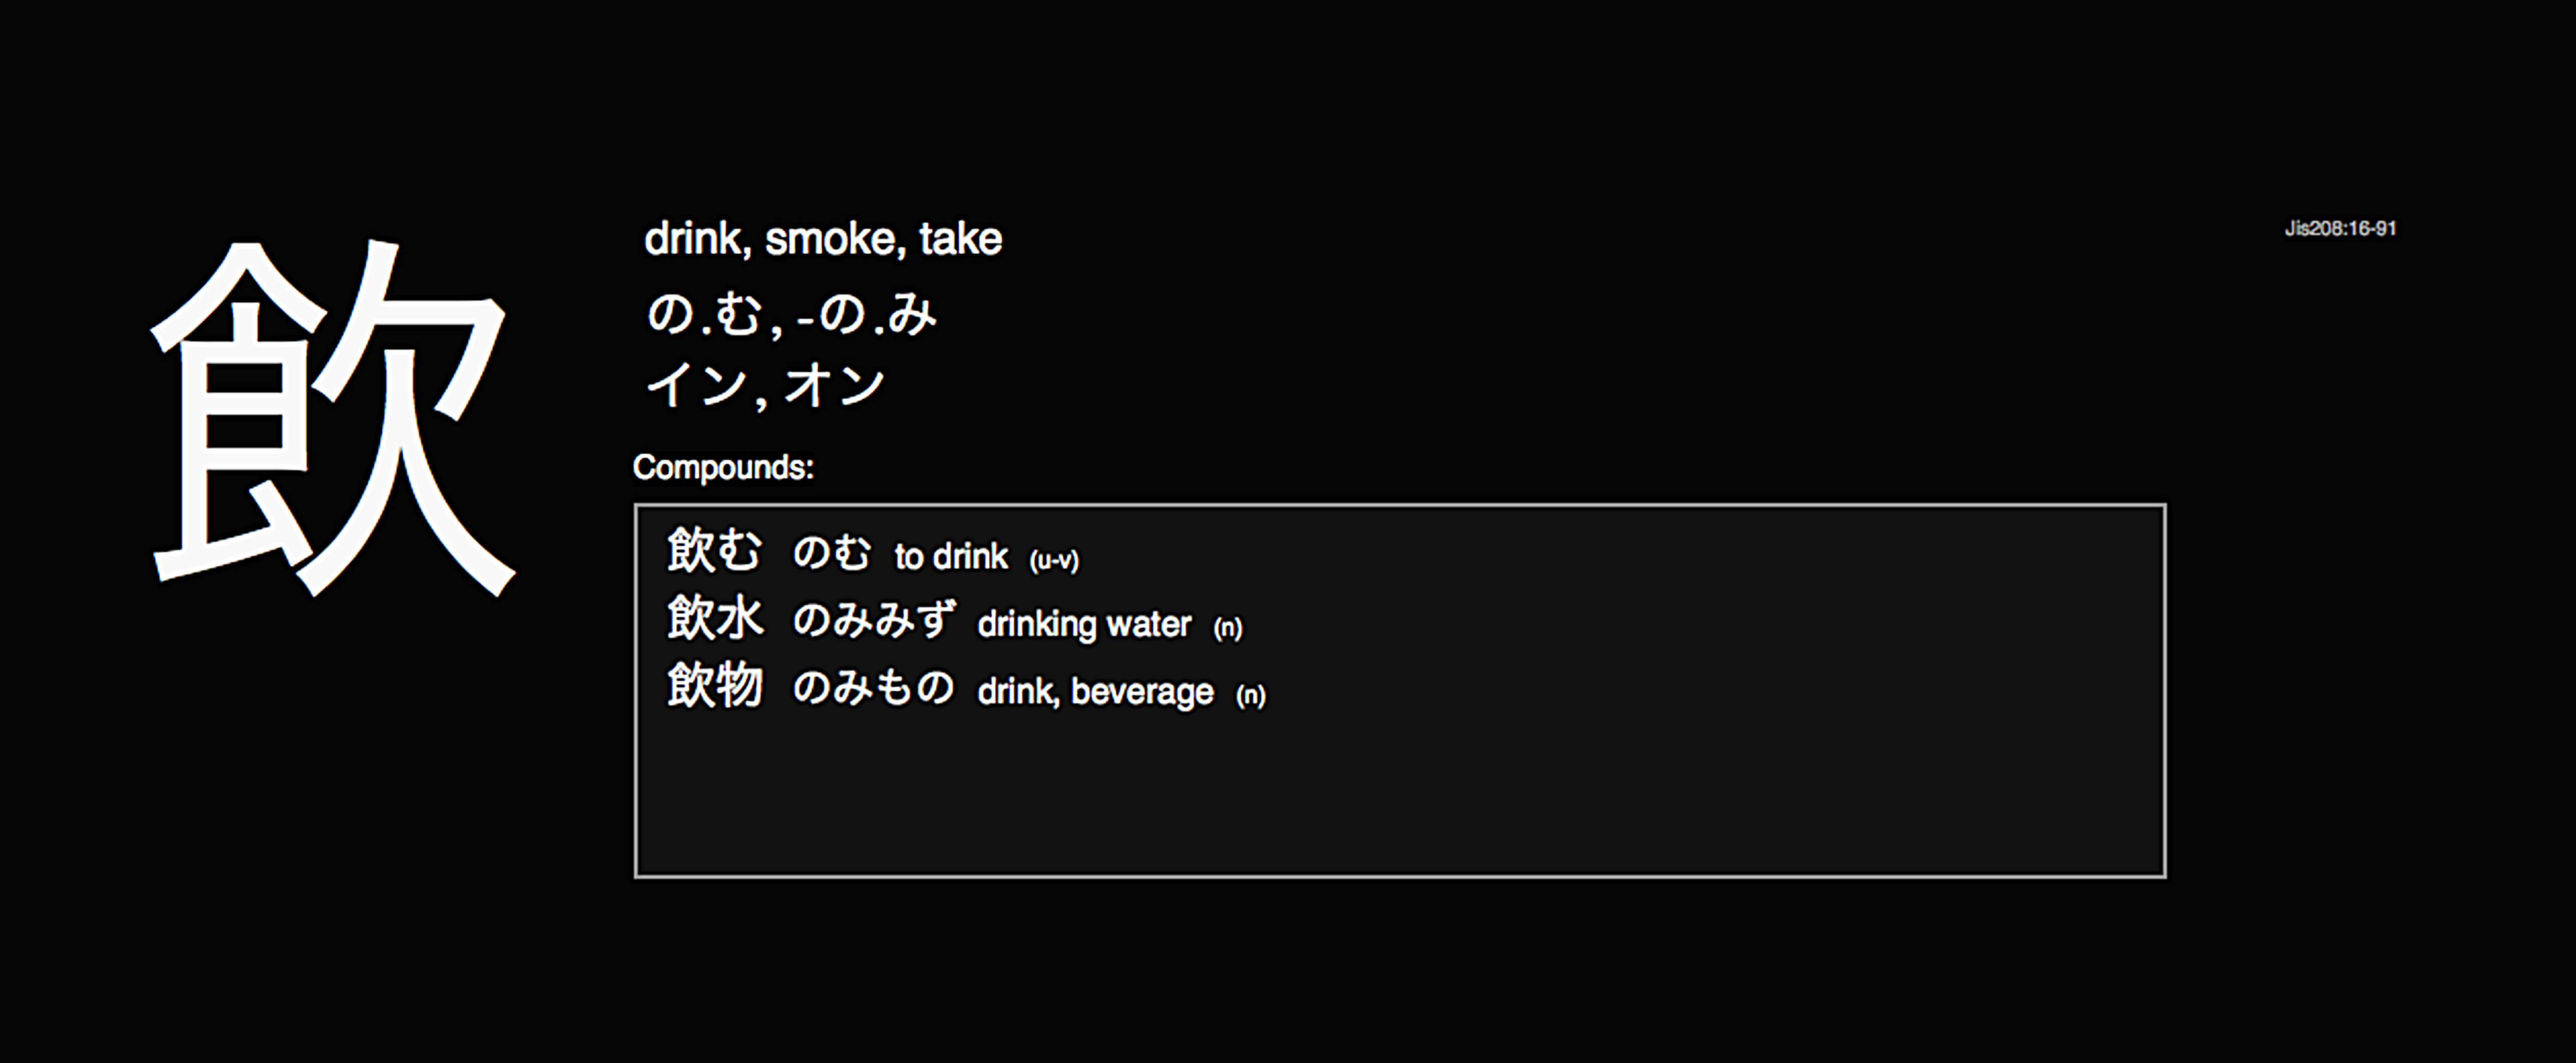 飲
drink, smoke, take
の.む, -の.み
イン, オン
Jis208:16-91
Compounds:
飲む のむ to drink (u-v)
飲水 のみみず drinking water (n)
飲物 のみもの drink, beverage (n)